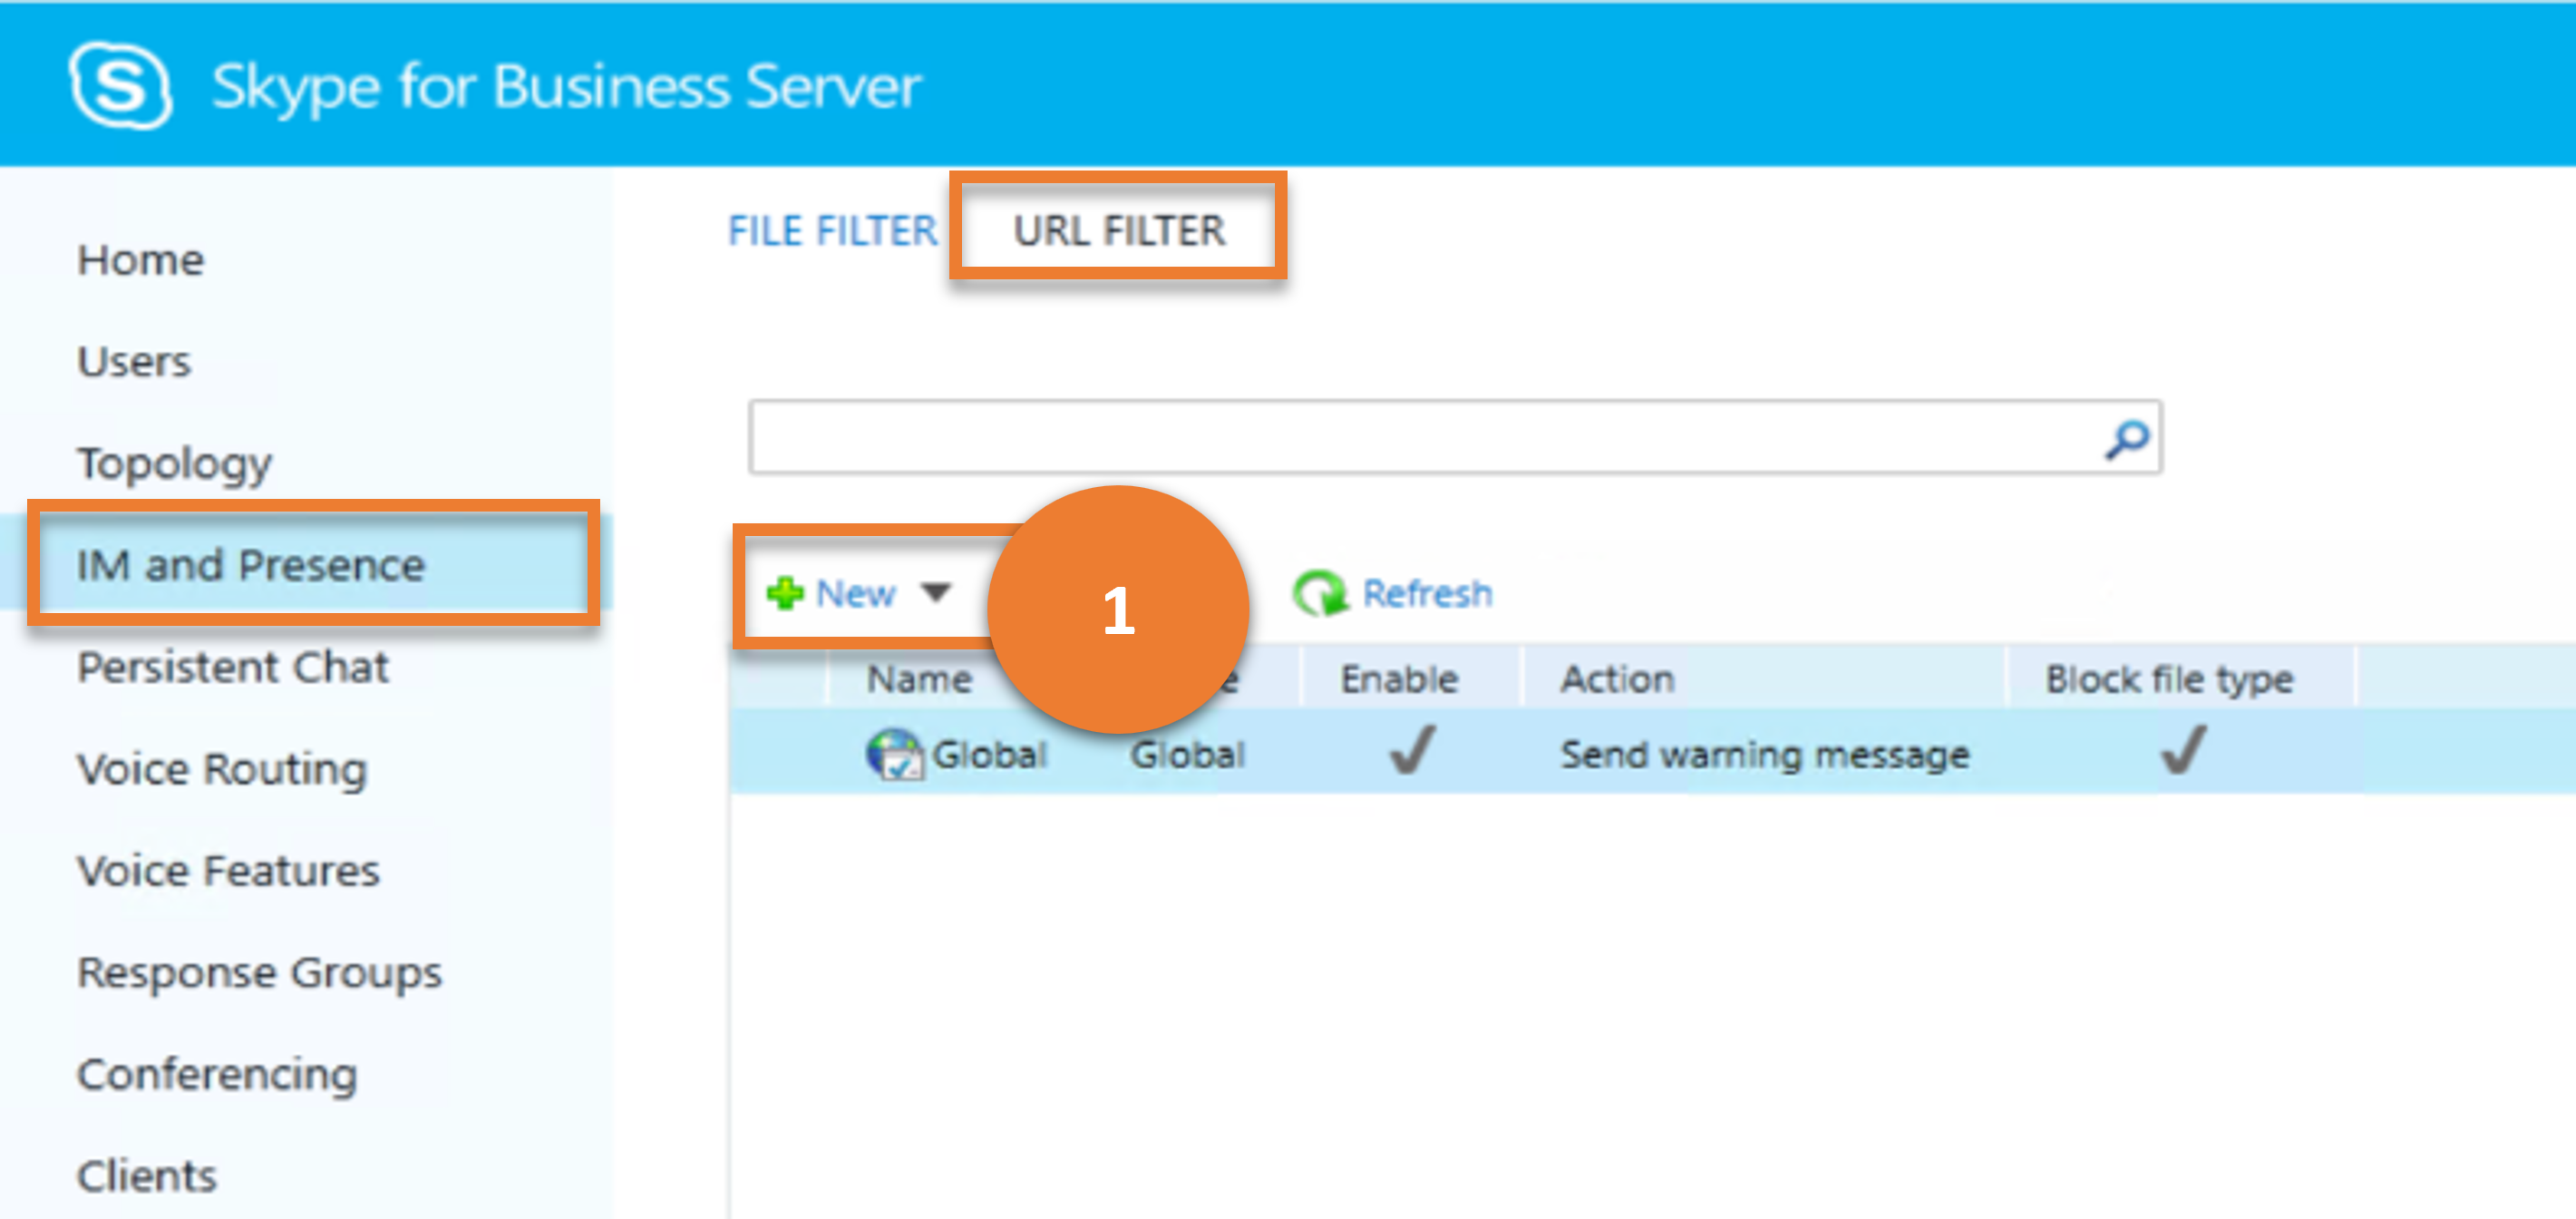 Skype for Business Server
FILE FILTER URL FILTER
Home
Users
Topology
IM and Presence
Persistent Chat
Voice Routing
Voice Features
Response Groups
Conferencing
Clients
New 1 Refresh
Name Enable Action Block file type
Global Global Send warning message